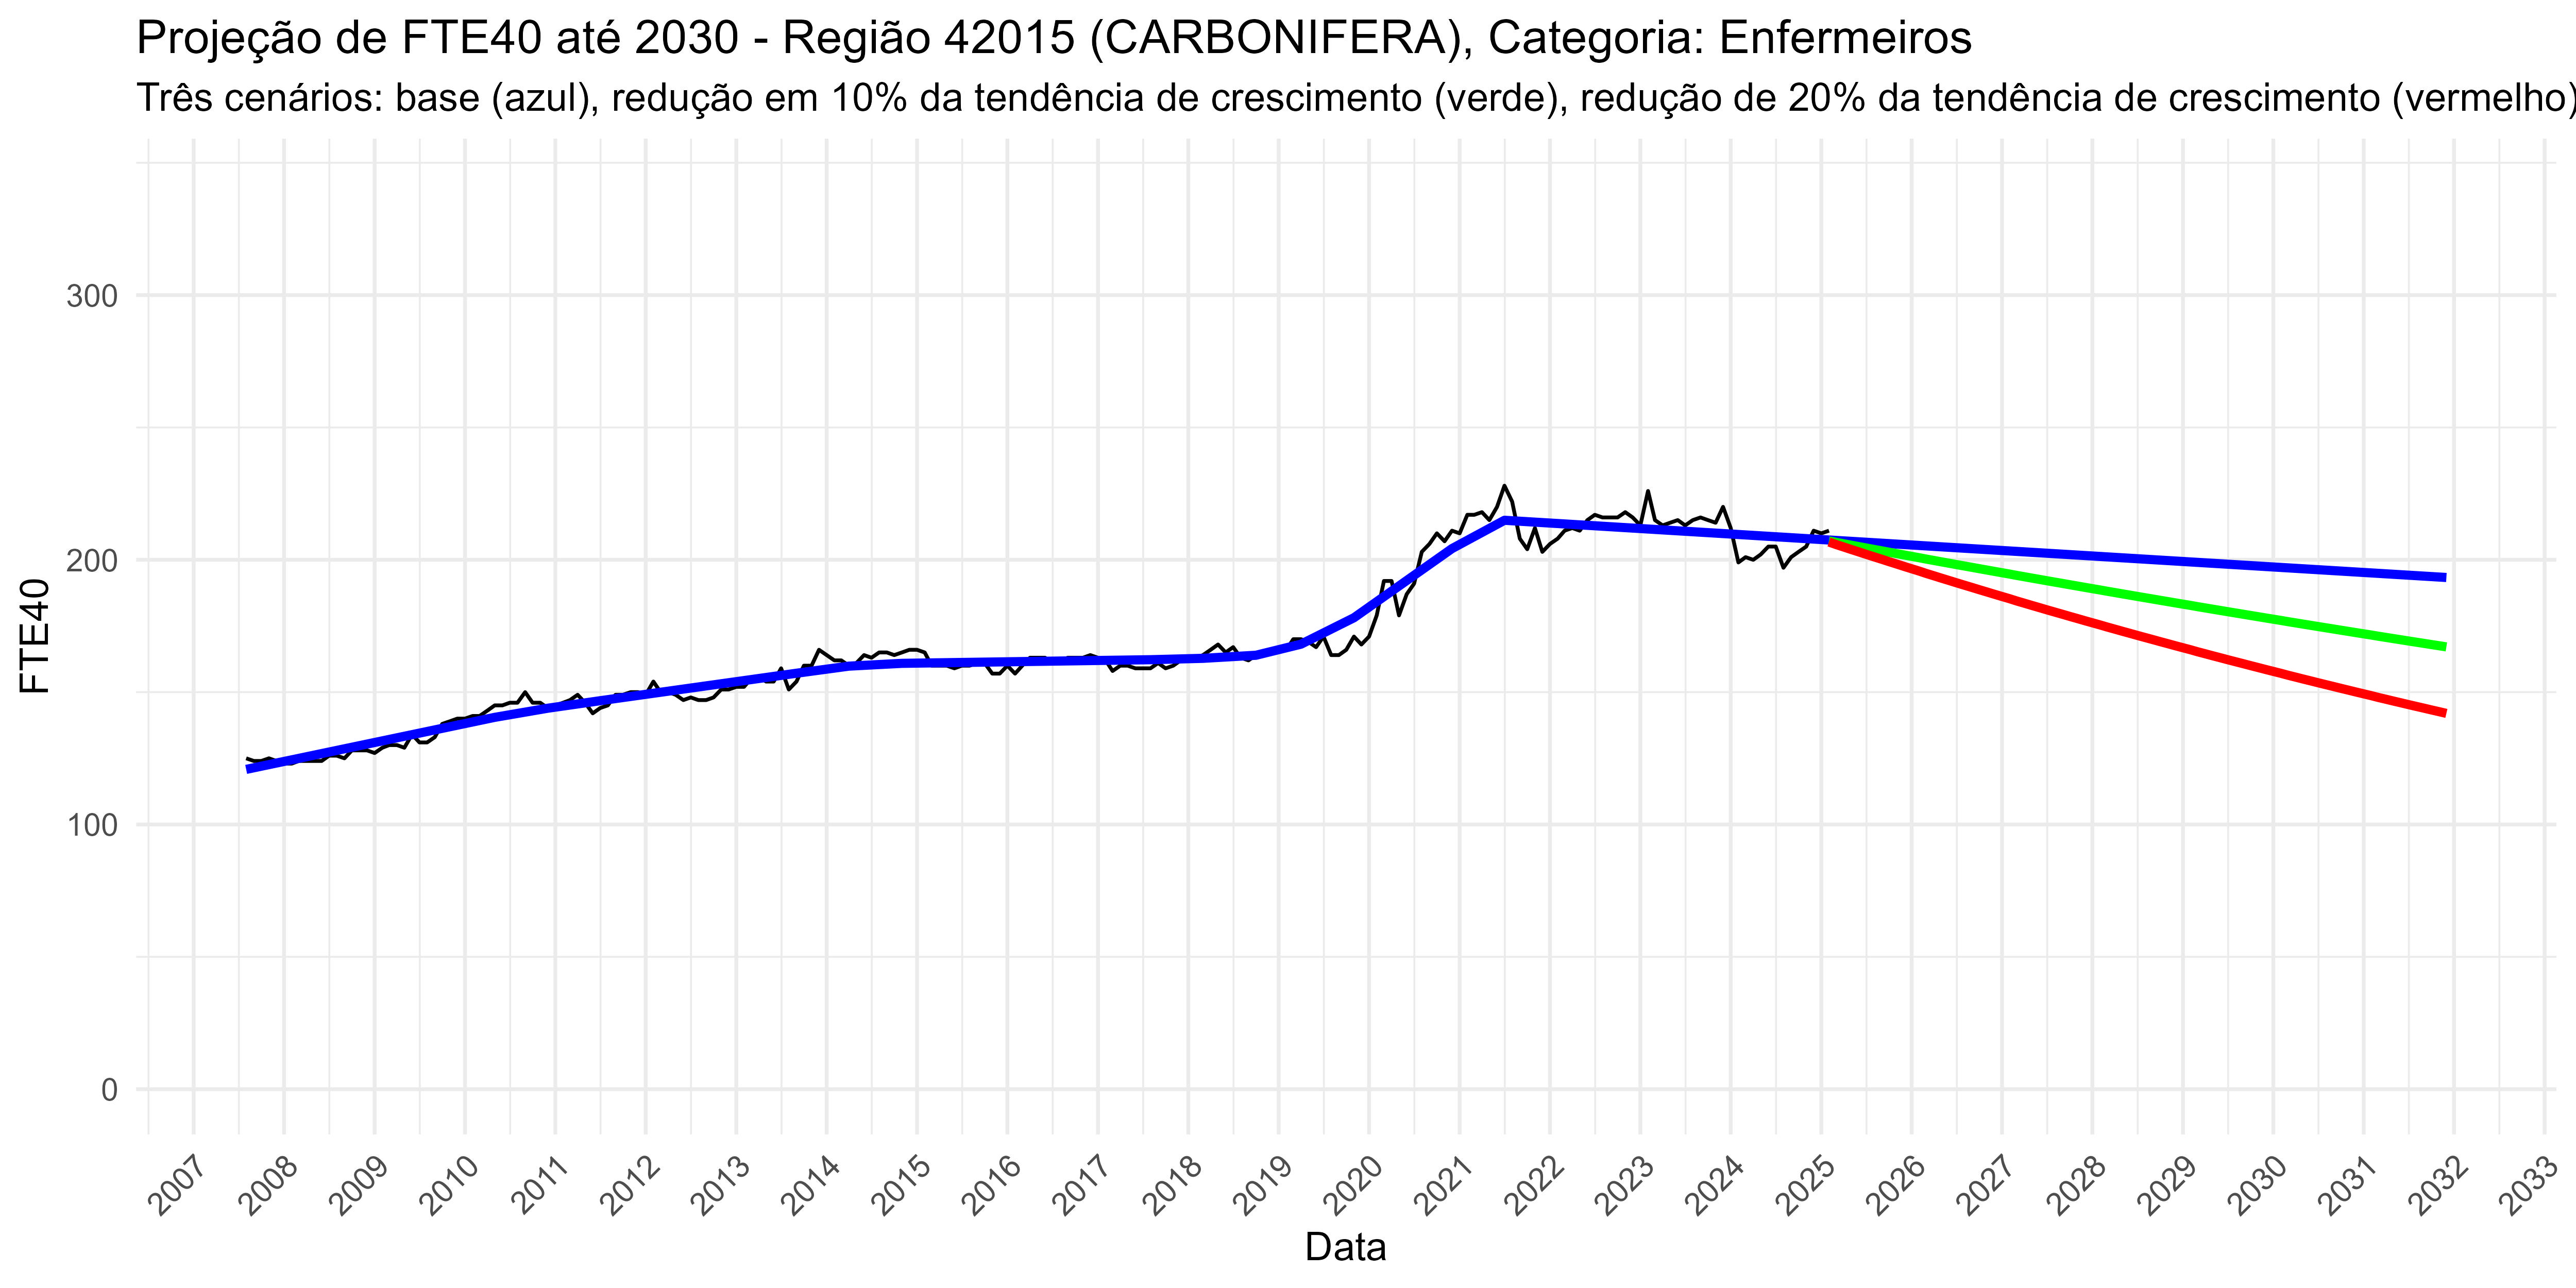 Projeção de FTE40 até 2030 - Região 42015 (CARBONIFERA), Categoria: Enfermeiros
Três cenários: base (azul), redução em 10% da tendência de crescimento (verde), redução de 20% da tendência de crescimento (vermelho)
300
200
100
0
FTE40
2007 2008 2009 2010 2011 2012 2013 2014 2015 2016 2017 2018 2019 2020 2021 2022 2023 2024 2025 2026 2027 2028 2029 2030 2031 2032 2033
Data